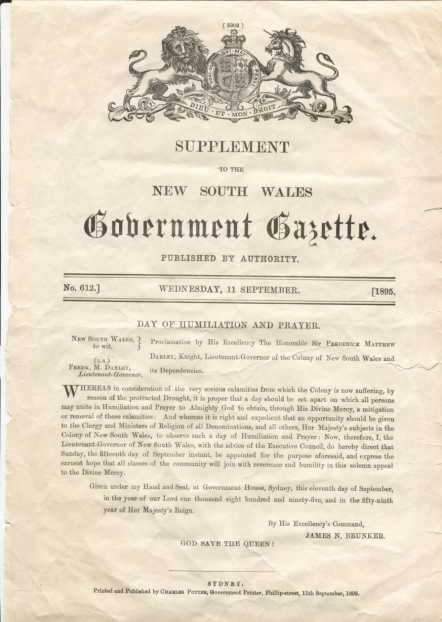 [ 5903 ]
DIEU · ET · MON · DROIT
SUPPLEMENT
TO THE
NEW SOUTH WALES
Government Gazette.
PUBLISHED BY AUTHORITY.
No. 612.] WEDNESDAY, 11 SEPTEMBER. [1895.
DAY OF HUMILIATION AND PRAYER.
NEW SOUTH WALES, }
to wit. }
(L.S.)
FREDK. M. DARLEY,
Lieutenant-Governor.
Proclamation by His Excellency The Honorable Sir FREDERICK MATTHEW
DARLEY, Knight, Lieutenant-Governor of the Colony of New South Wales and
its Dependencies.
WHEREAS in consideration of the very serious calamities from which the Colony is now suffering, by
reason of the protracted Drought, it is proper that a day should be set apart on which all persons
may unite in Humiliation and Prayer to Almighty God to obtain, through His Divine Mercy, a mitigation
or removal of these calamities: And whereas it is right and expedient that an opportunity should be given
to the Clergy and Ministers of Religion of all Denominations, and all others, Her Majesty's subjects in the
Colony of New South Wales, to observe such a day of Humiliation and Prayer: Now, therefore, I, the
Lieutenant-Governor of New South Wales, with the advice of the Executive Council, do hereby direct that
Sunday, the fifteenth day of September instant, be appointed for the purpose aforesaid, and express the
earnest hope that all classes of the community will join with reverence and humility in this solemn appeal
to the Divine Mercy.
Given under my Hand and Seal, at Government House, Sydney, this eleventh day of September,
in the year of our Lord one thousand eight hundred and ninety-five, and in the fifty-ninth
year of Her Majesty's Reign.
By His Excellency's Command,
JAMES N. BRUNKER.
GOD SAVE THE QUEEN!
SYDNEY:
Printed and Published by CHARLES POTTER, Government Printer, Phillip-street, 11th September, 1895.